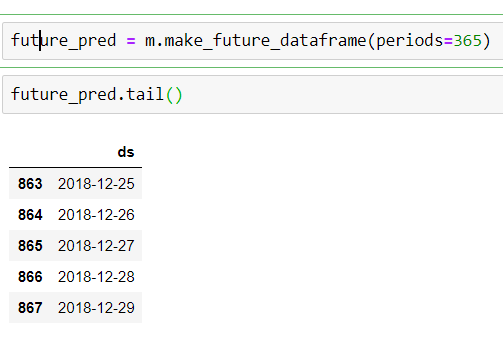 future_pred = m.make_future_dataframe(periods=365)
future_pred.tail()
ds
863 2018-12-25
864 2018-12-26
865 2018-12-27
866 2018-12-28
867 2018-12-29